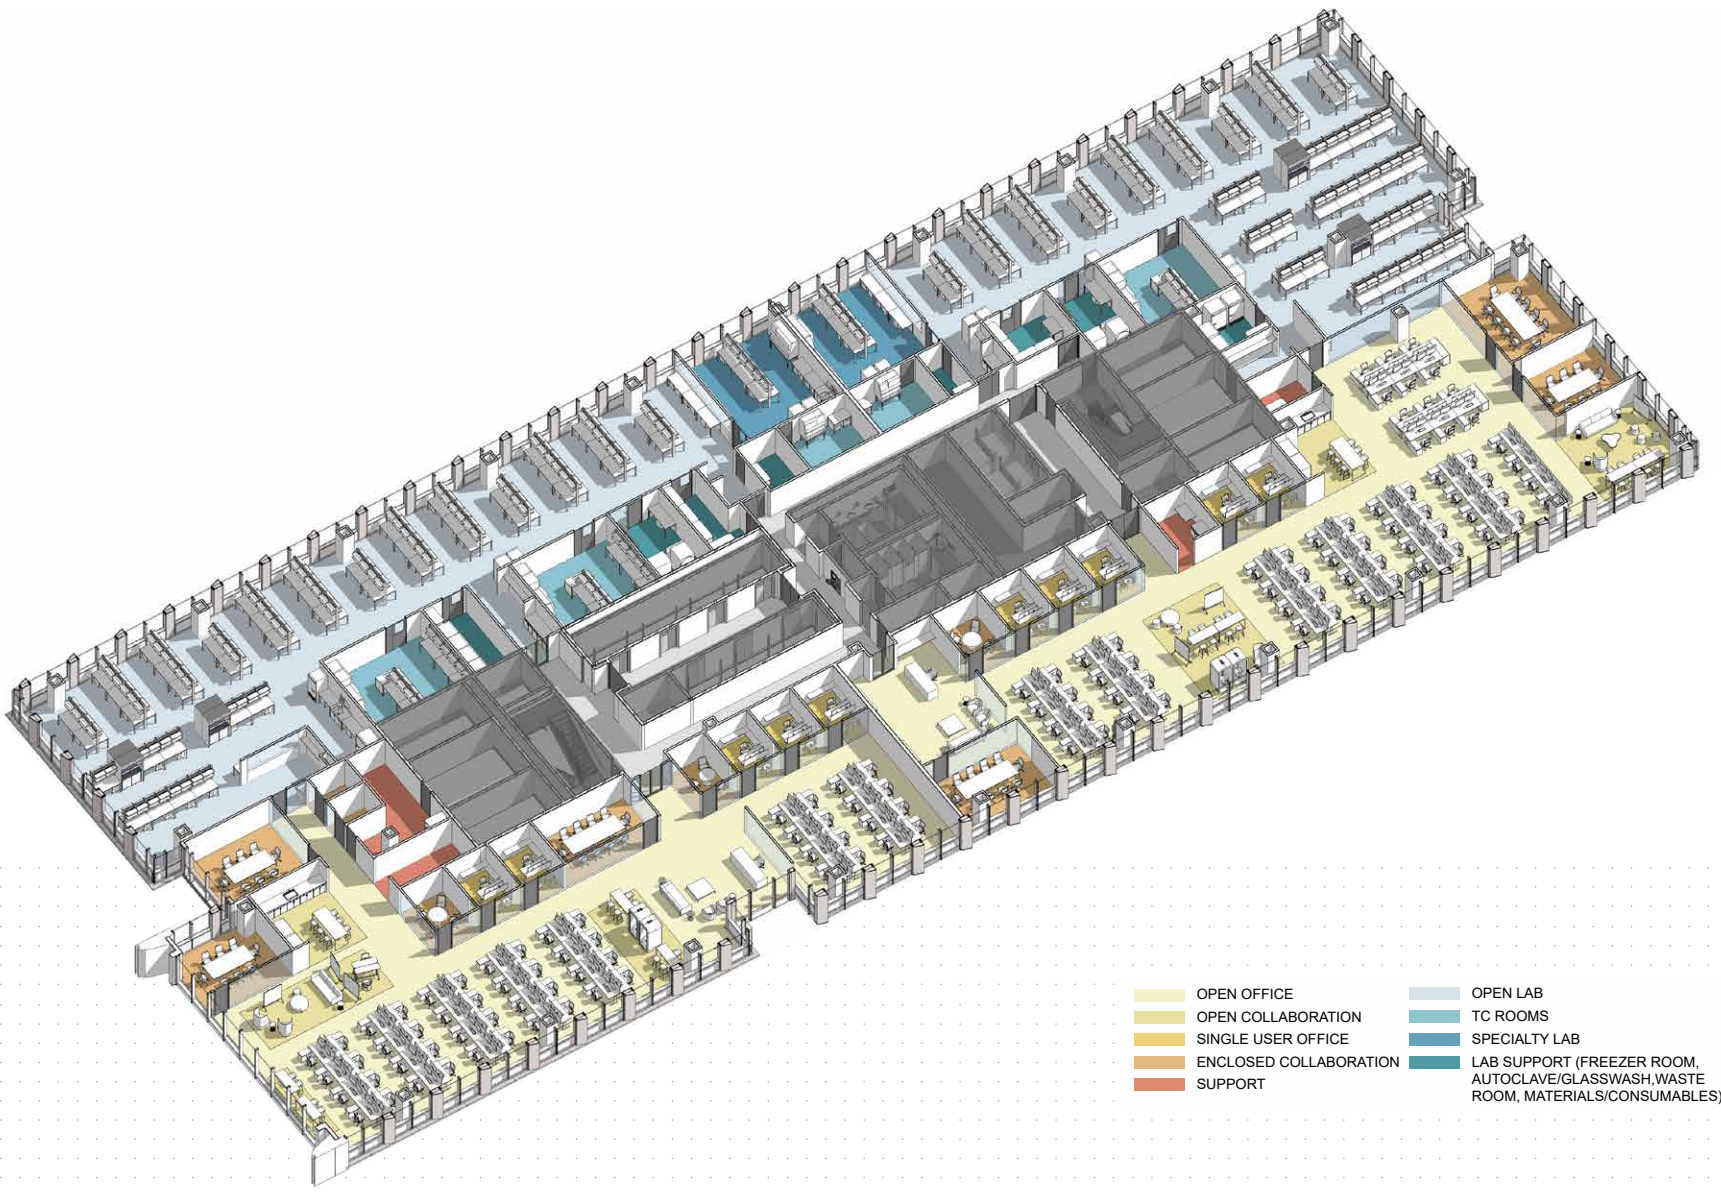 OPEN OFFICE
OPEN COLLABORATION
SINGLE USER OFFICE
ENCLOSED COLLABORATION
SUPPORT
OPEN LAB
TC ROOMS
SPECIALTY LAB
LAB SUPPORT (FREEZER ROOM,
AUTOCLAVE/GLASSWASH,WASTE
ROOM, MATERIALS/CONSUMABLES)